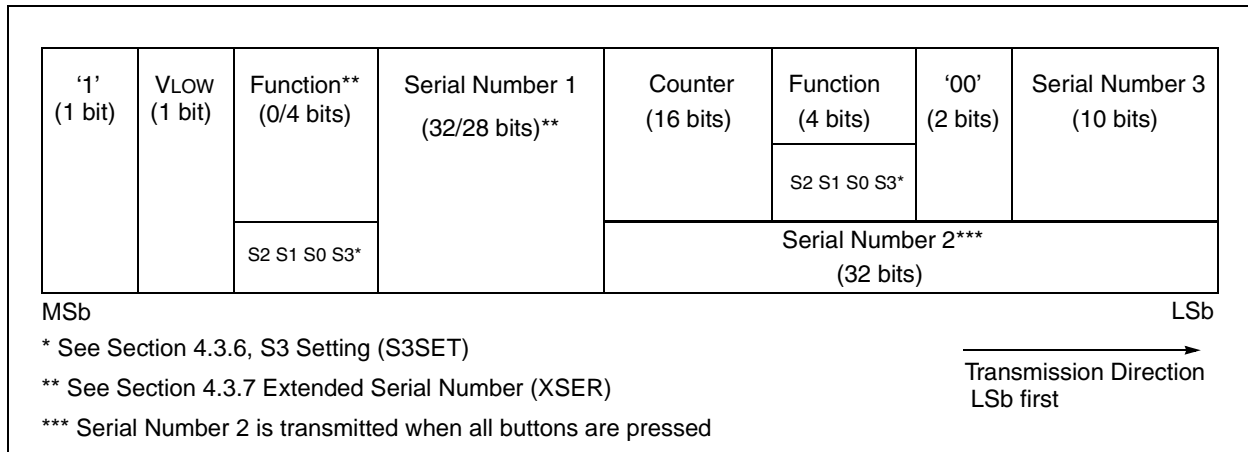 ‘1’
(1 bit)
VLOW
(1 bit)
Function**
(0/4 bits)
S2 S1 S0 S3*
Serial Number 1
(32/28 bits)**
Counter
(16 bits)
Function
(4 bits)
S2 S1 S0 S3*
‘00’
(2 bits)
Serial Number 3
(10 bits)
Serial Number 2***
(32 bits)
MSb
LSb
* See Section 4.3.6, S3 Setting (S3SET)
** See Section 4.3.7 Extended Serial Number (XSER)
*** Serial Number 2 is transmitted when all buttons are pressed
Transmission Direction
LSb first